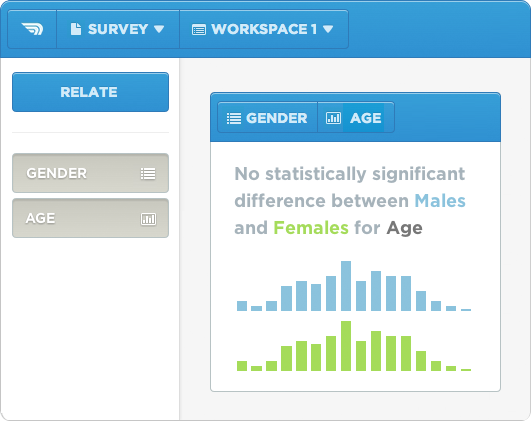 SURVEY
WORKSPACE 1
RELATE
GENDER
AGE
GENDER
AGE
No statistically significant
difference between Males
and Females for Age